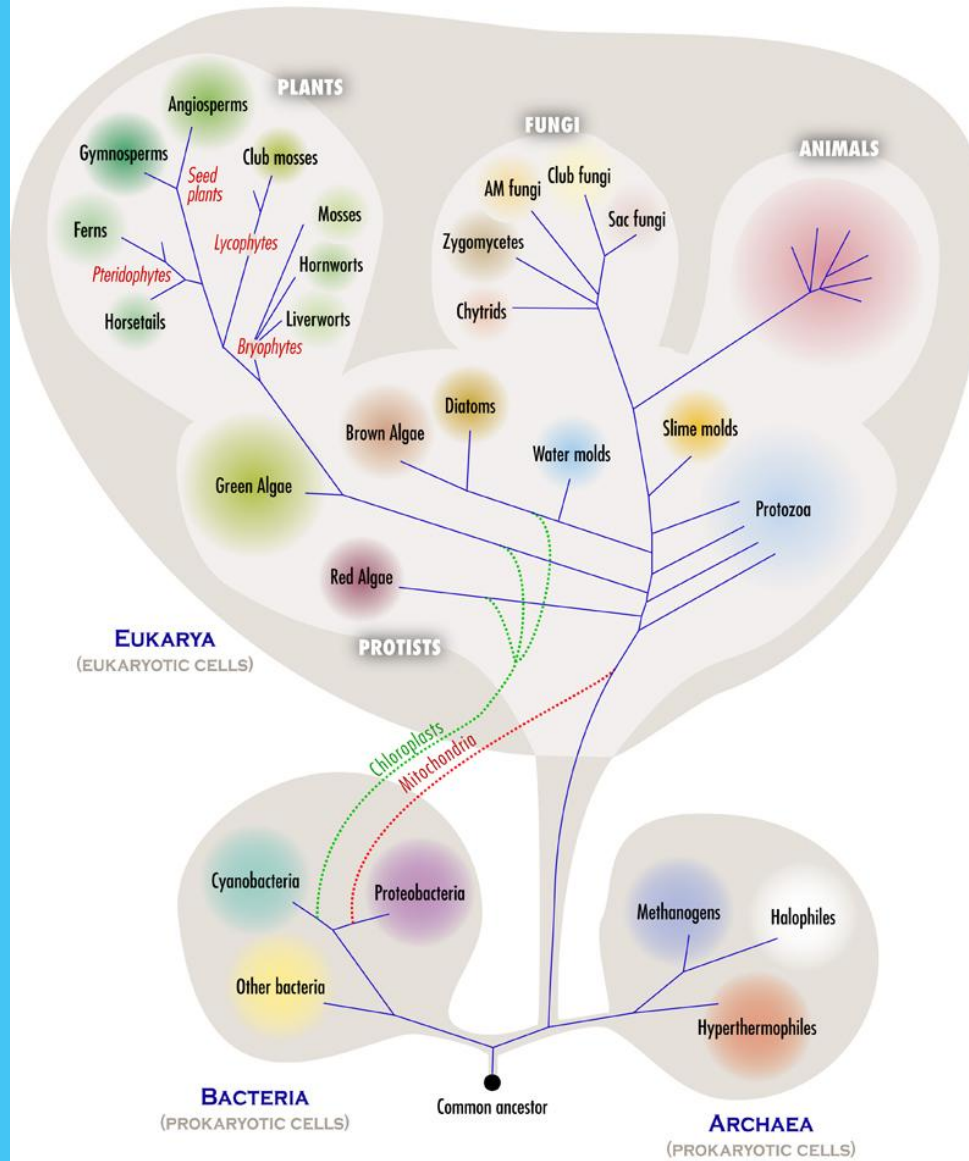 PLANTS
Angiosperms
Gymnosperms
Seed
plants
Club mosses
Ferns
Lycophytes
Mosses
Pteridophytes
Hornworts
Horsetails
Liverworts
Bryophytes
FUNGI
Club fungi
AM fungi
Sac fungi
Zygomycetes
Chytrids
ANIMALS
Diatoms
Brown Algae
Water molds
Slime molds
Green Algae
Protozoa
Red Algae
PROTISTS
EUKARYA
(EUKARYOTIC CELLS)
Chloroplasts
Mitochondria
Cyanobacteria
Proteobacteria
Other bacteria
Methanogens
Halophiles
Hyperthermophiles
BACTERIA
(PROKARYOTIC CELLS)
Common ancestor
ARCHAEA
(PROKARYOTIC CELLS)